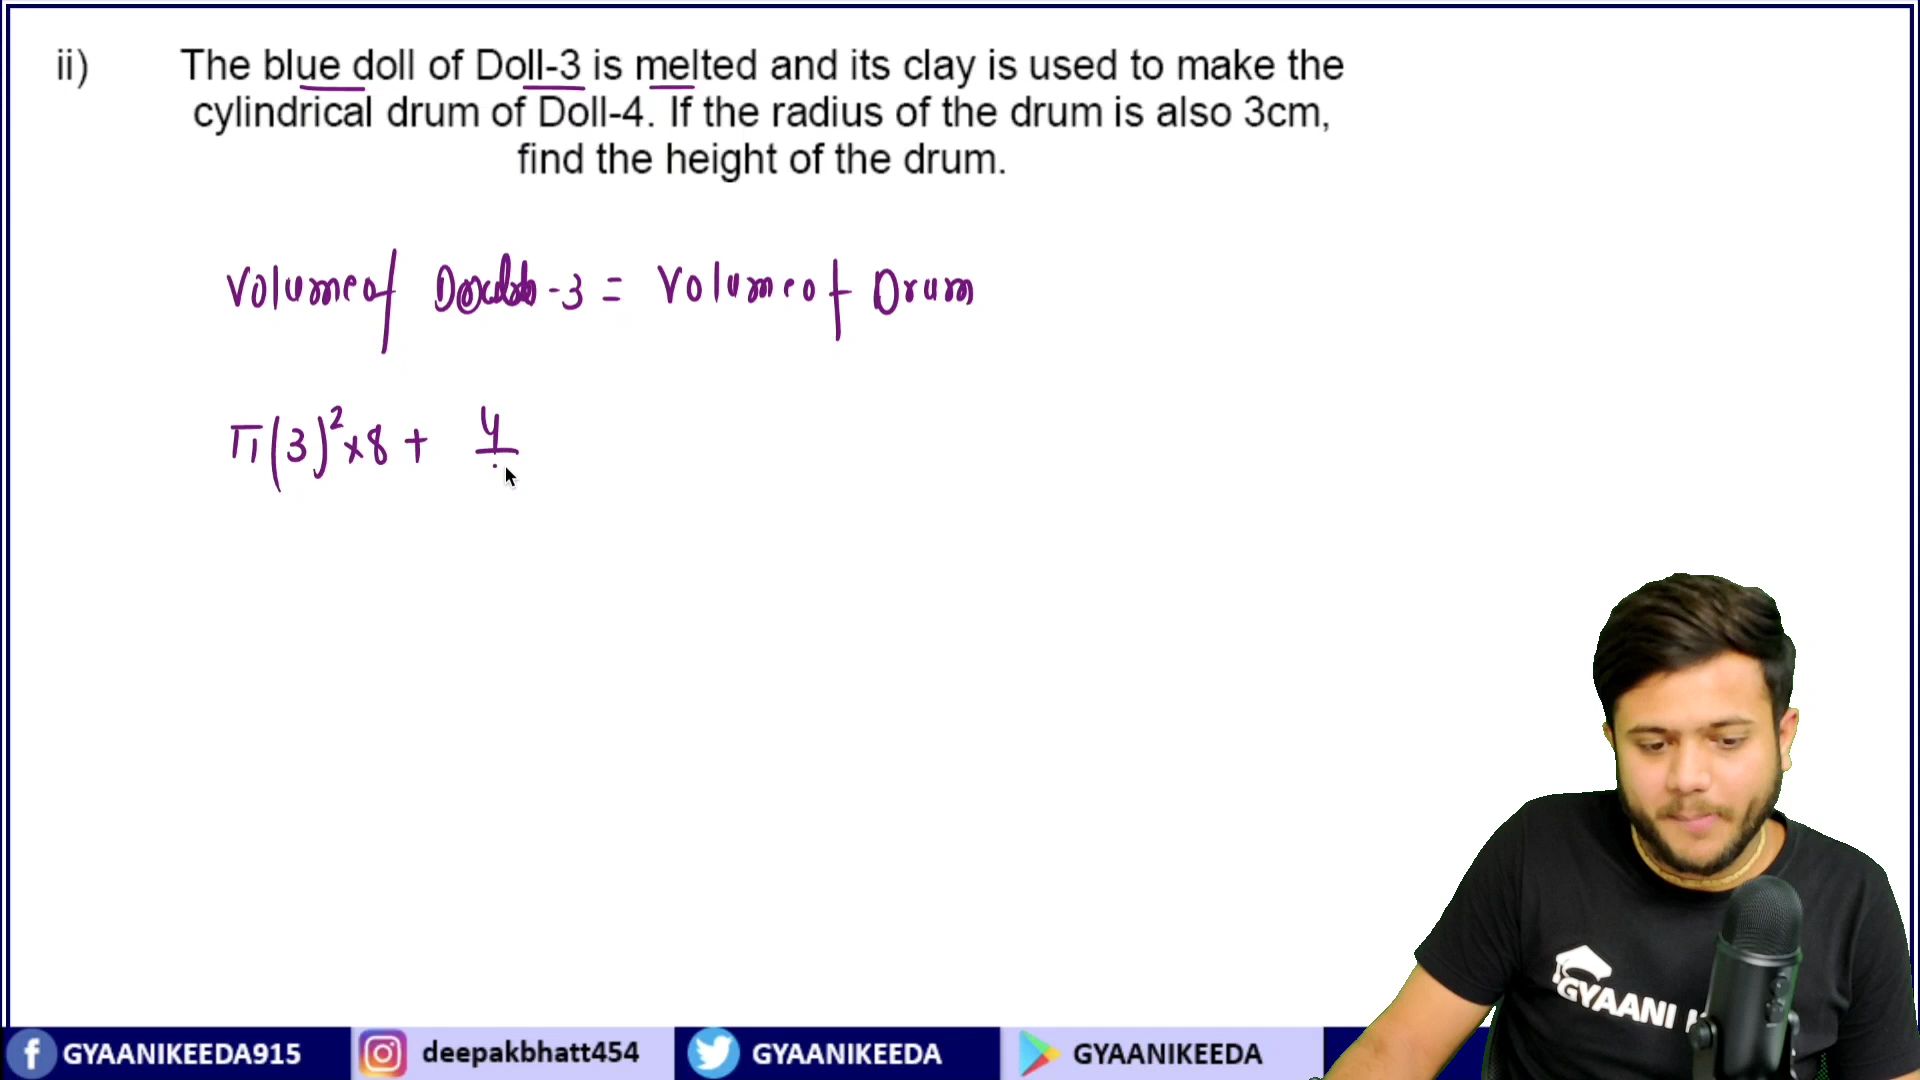 ii) The blue doll of Doll-3 is melted and its clay is used to make the
cylindrical drum of Doll-4. If the radius of the drum is also 3cm,
find the height of the drum.
Volume of -3 = Volume of Drum
π(3)²×8 + 4
GYAANI
GYAANIKEEDA915 deepakbhatt454 GYAANIKEEDA GYAANIKEEDA